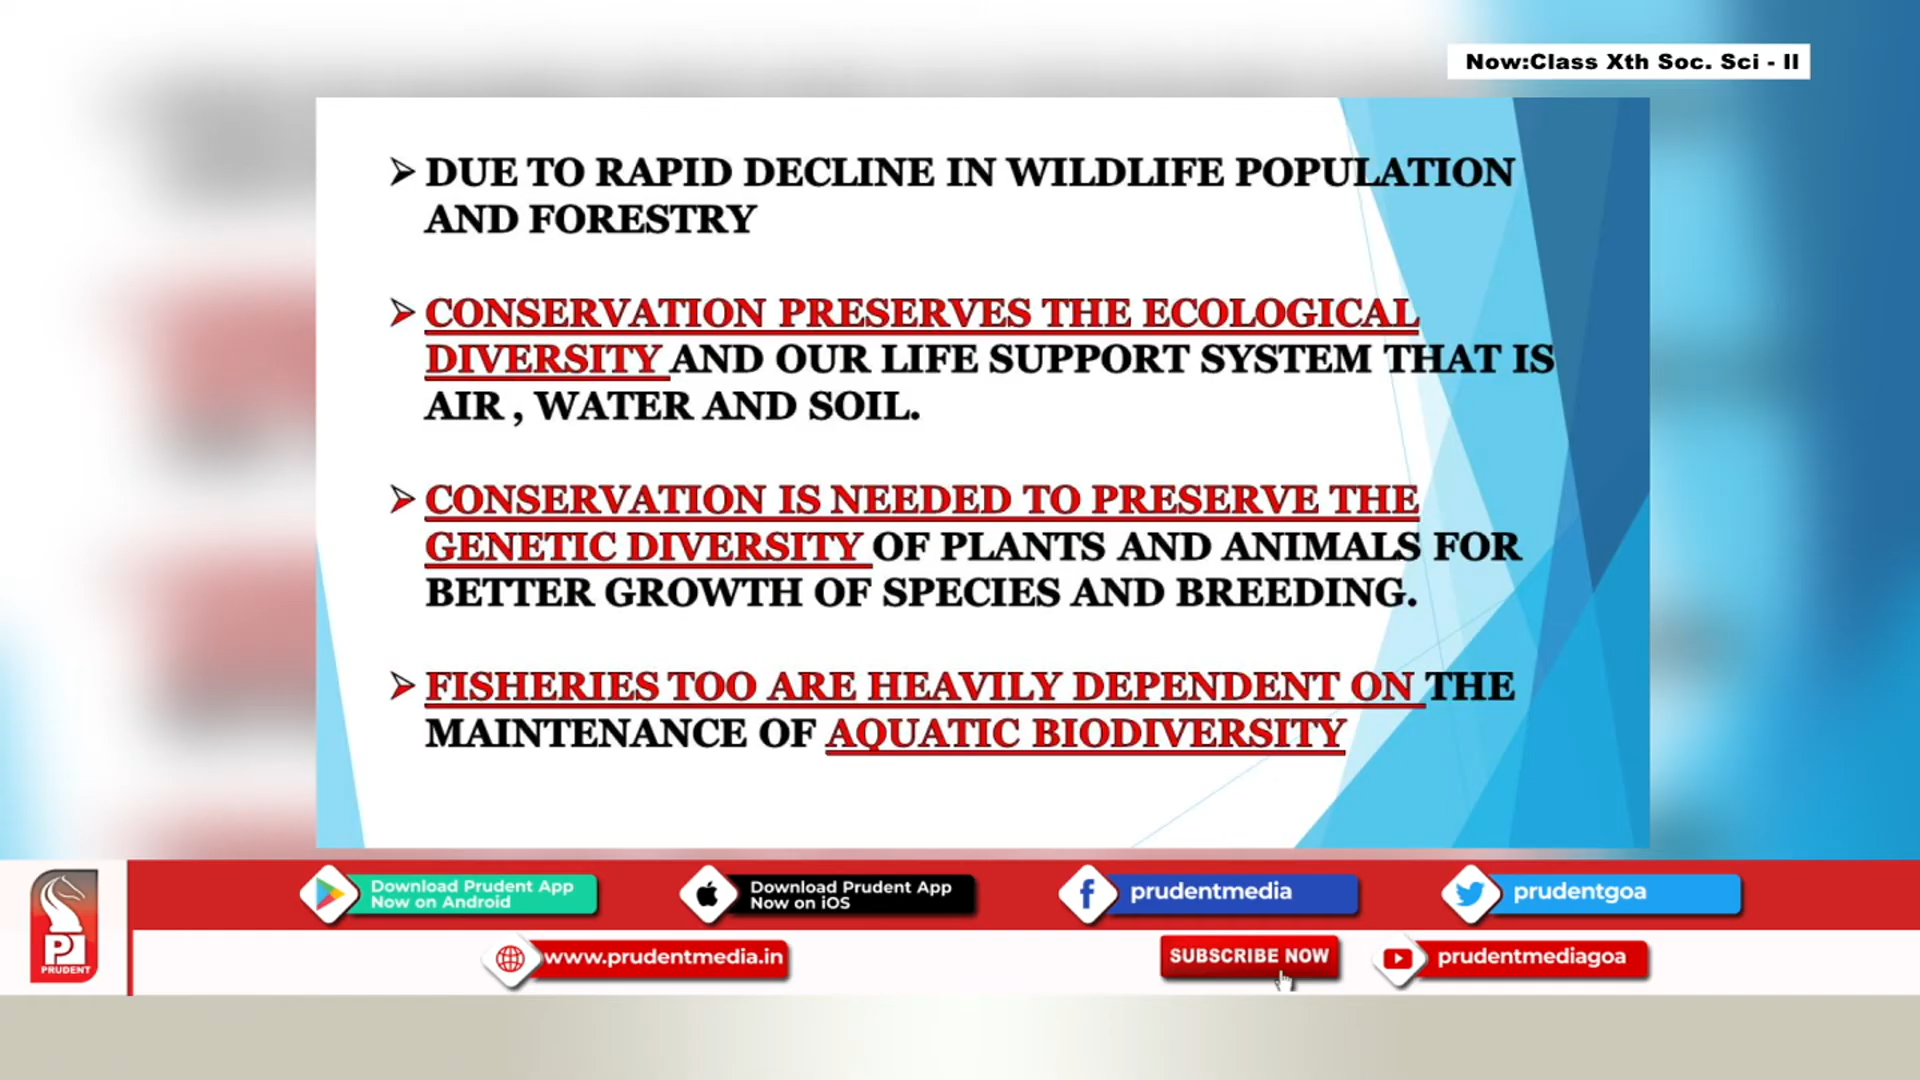 Now:Class Xth Soc. Sci - II
➢ DUE TO RAPID DECLINE IN WILDLIFE POPULATION
AND FORESTRY
➢ CONSERVATION PRESERVES THE ECOLOGICAL
DIVERSITY AND OUR LIFE SUPPORT SYSTEM THAT IS
AIR , WATER AND SOIL.
➢ CONSERVATION IS NEEDED TO PRESERVE THE
GENETIC DIVERSITY OF PLANTS AND ANIMALS FOR
BETTER GROWTH OF SPECIES AND BREEDING.
➢ FISHERIES TOO ARE HEAVILY DEPENDENT ON THE
MAINTENANCE OF AQUATIC BIODIVERSITY
Download Prudent App
Now on Android
Download Prudent App
Now on iOS
prudentmedia
prudentgoa
P
PRUDENT
www.prudentmedia.in
SUBSCRIBE NOW
prudentmediagoa